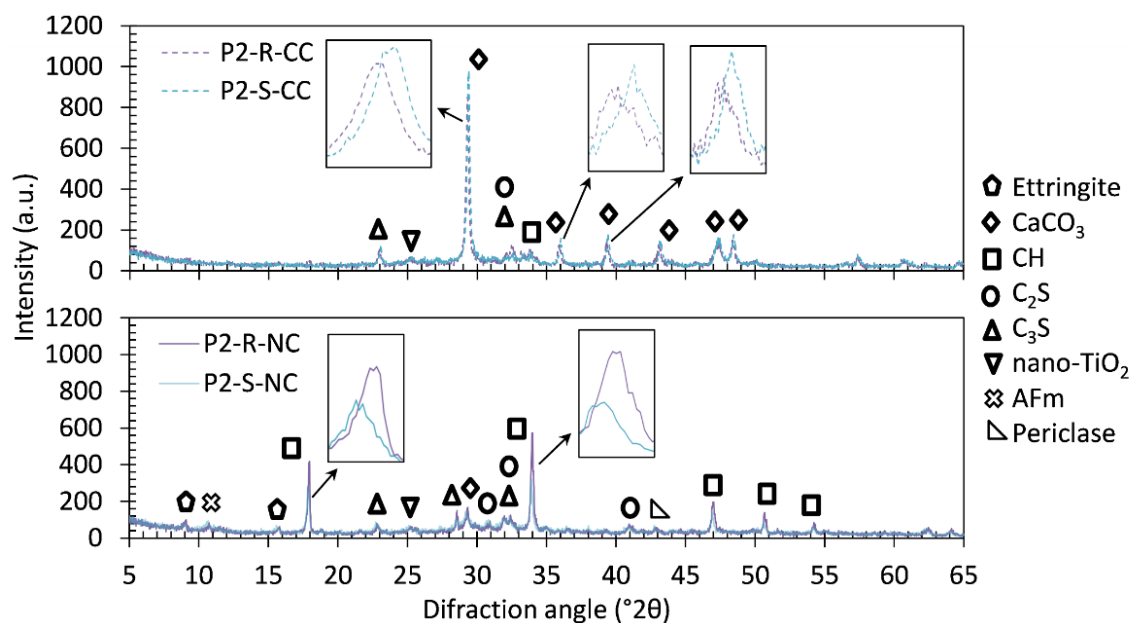 1200
1000
800
600
400
200
0
P2-R-CC
P2-S-CC
Intensity (a.u.)
1200
1000
800
600
400
200
0
P2-R-NC
P2-S-NC
5 10 15 20 25 30 35 40 45 50 55 60 65
Difraction angle (°2θ)
Ettringite
CaCO₃
CH
C₂S
C₃S
nano-TiO₂
AFm
Periclase